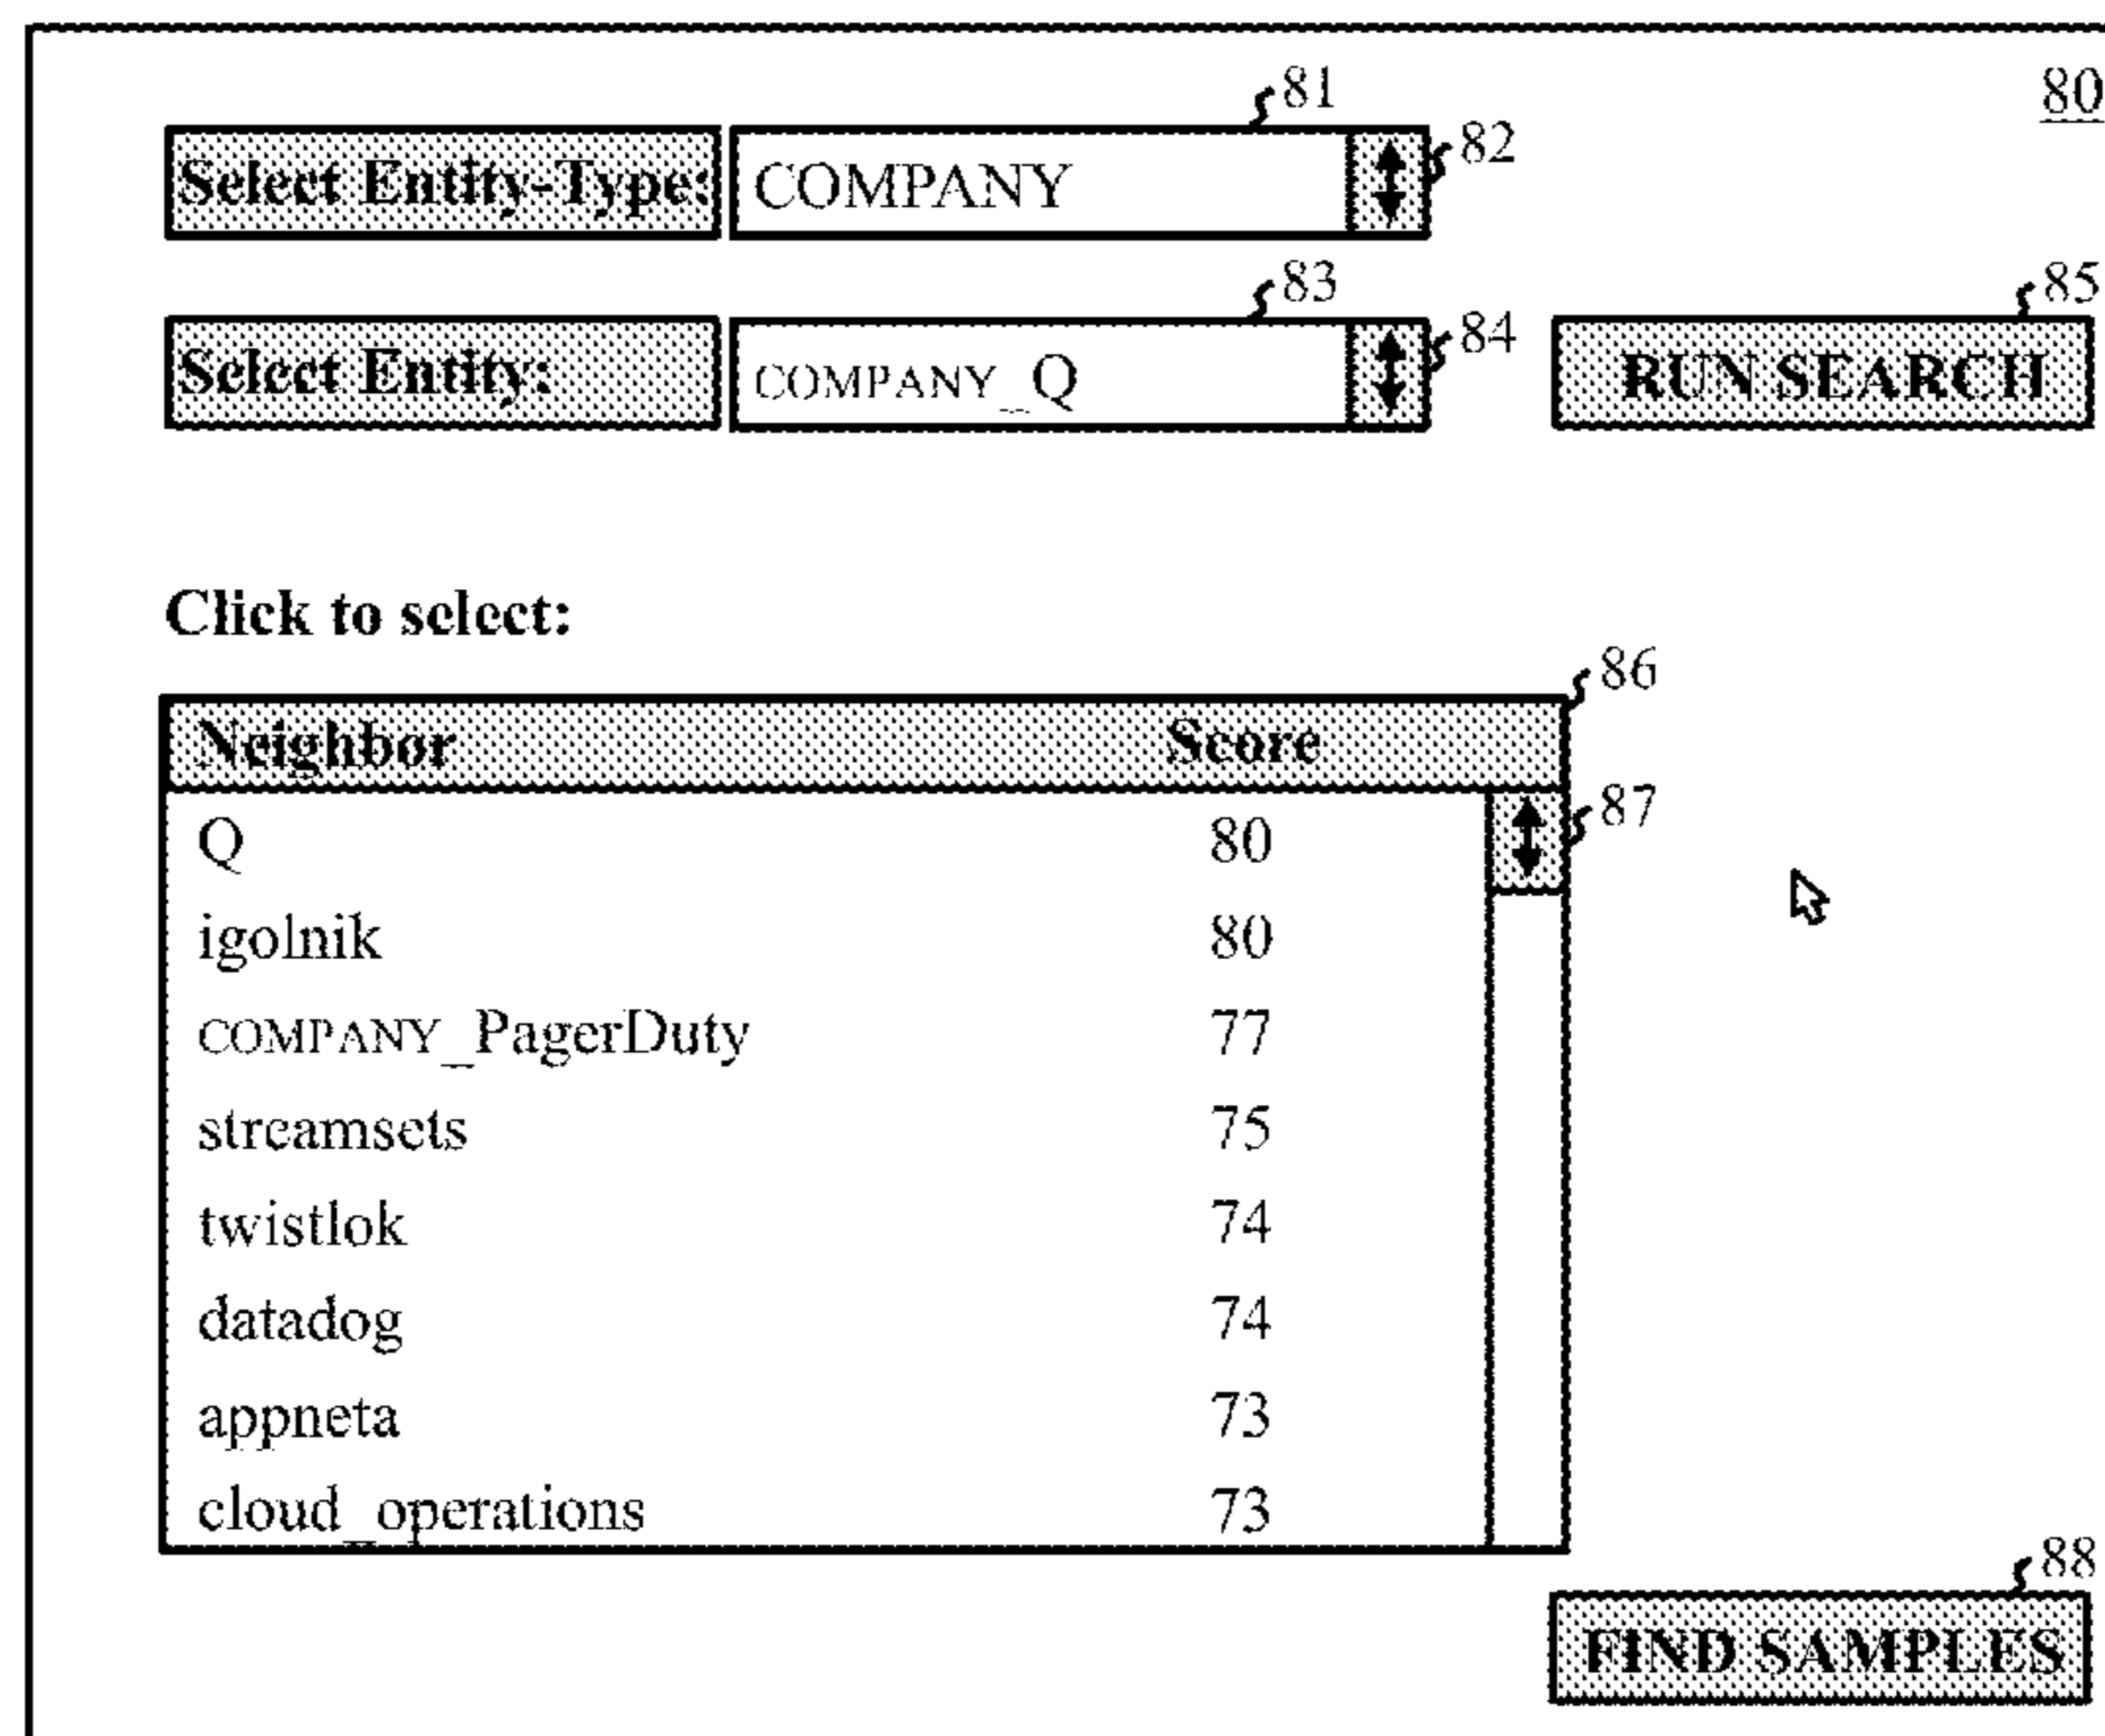 80
81
Select Entity-Type: COMPANY 82
83
Select Entity: COMPANY_Q 84
85
RUN SEARCH
Click to select:
86
Neighbor Score
87
Q 80
igolnik 80
COMPANY_PagerDuty 77
streamsets 75
twistlok 74
datadog 74
appneta 73
cloud_operations 73
88
FIND SAMPLES